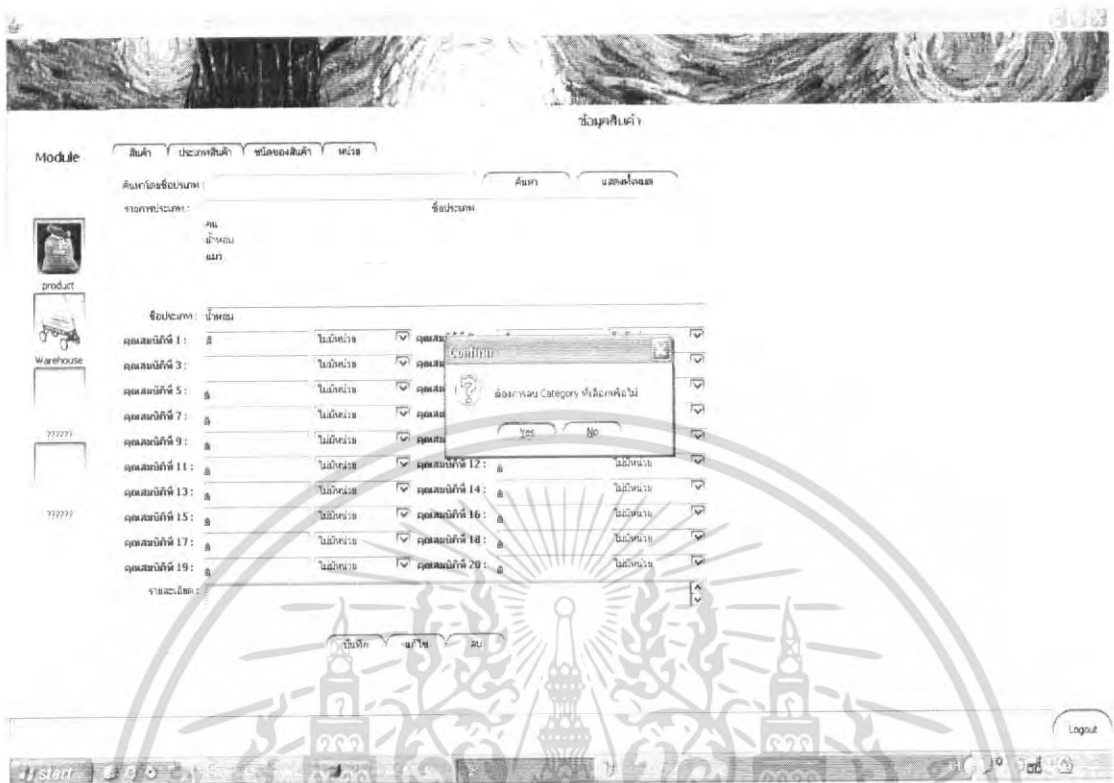 ข้อมูลสินค้า
Module
สินค้า ประเภทสินค้า ชนิดของสินค้า หน่วย
ค้นหาโดยชื่อประเภท : ค้นหา แสดงทั้งหมด
รายการประเภท : ชื่อประเภท
คน
น้ำหอม
แมว
product
Warehouse
??????
??????
ชื่อประเภท : น้ำหอม
คุณสมบัติที่ 1 : สี ไม่มีหน่วย
คุณสมบัติที่ 3 : ไม่มีหน่วย
คุณสมบัติที่ 5 : ไม่มีหน่วย
คุณสมบัติที่ 7 : ไม่มีหน่วย
คุณสมบัติที่ 9 : ไม่มีหน่วย
คุณสมบัติที่ 11 : ไม่มีหน่วย คุณสมบัติที่ 12 : ไม่มีหน่วย
คุณสมบัติที่ 13 : ไม่มีหน่วย คุณสมบัติที่ 14 : ไม่มีหน่วย
คุณสมบัติที่ 15 : ไม่มีหน่วย คุณสมบัติที่ 16 : ไม่มีหน่วย
คุณสมบัติที่ 17 : ไม่มีหน่วย คุณสมบัติที่ 18 : ไม่มีหน่วย
คุณสมบัติที่ 19 : ไม่มีหน่วย คุณสมบัติที่ 20 : ไม่มีหน่วย
รายละเอียด :
Confirm
ต้องการลบ Category ที่เลือกหรือไม่
Yes No
บันทึก แก้ไข ลบ
Logout
start